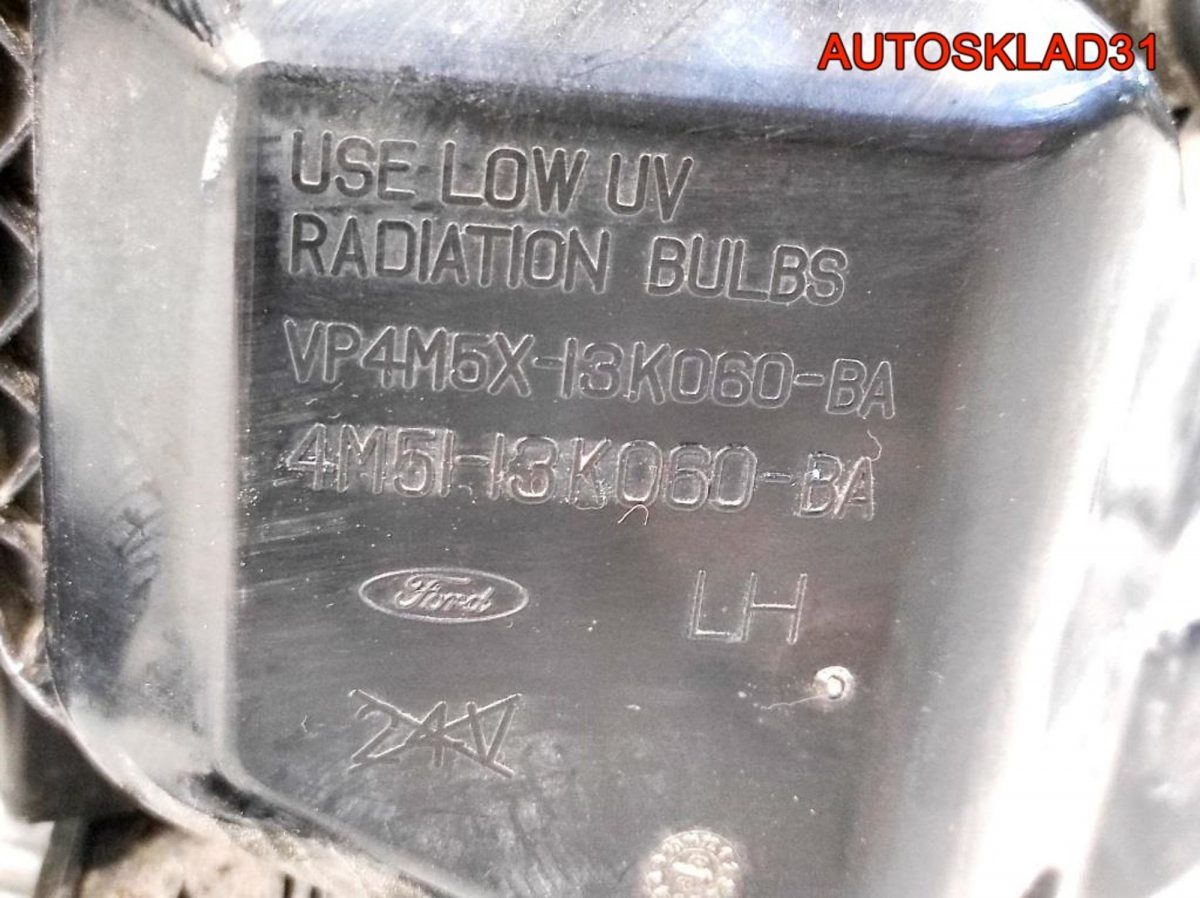 AUTOSKLAD31
USE LOW UV
RADIATION BULBS
VP4M5X-13K060-BA
4M51-13K060-BA
Ford LH
24V